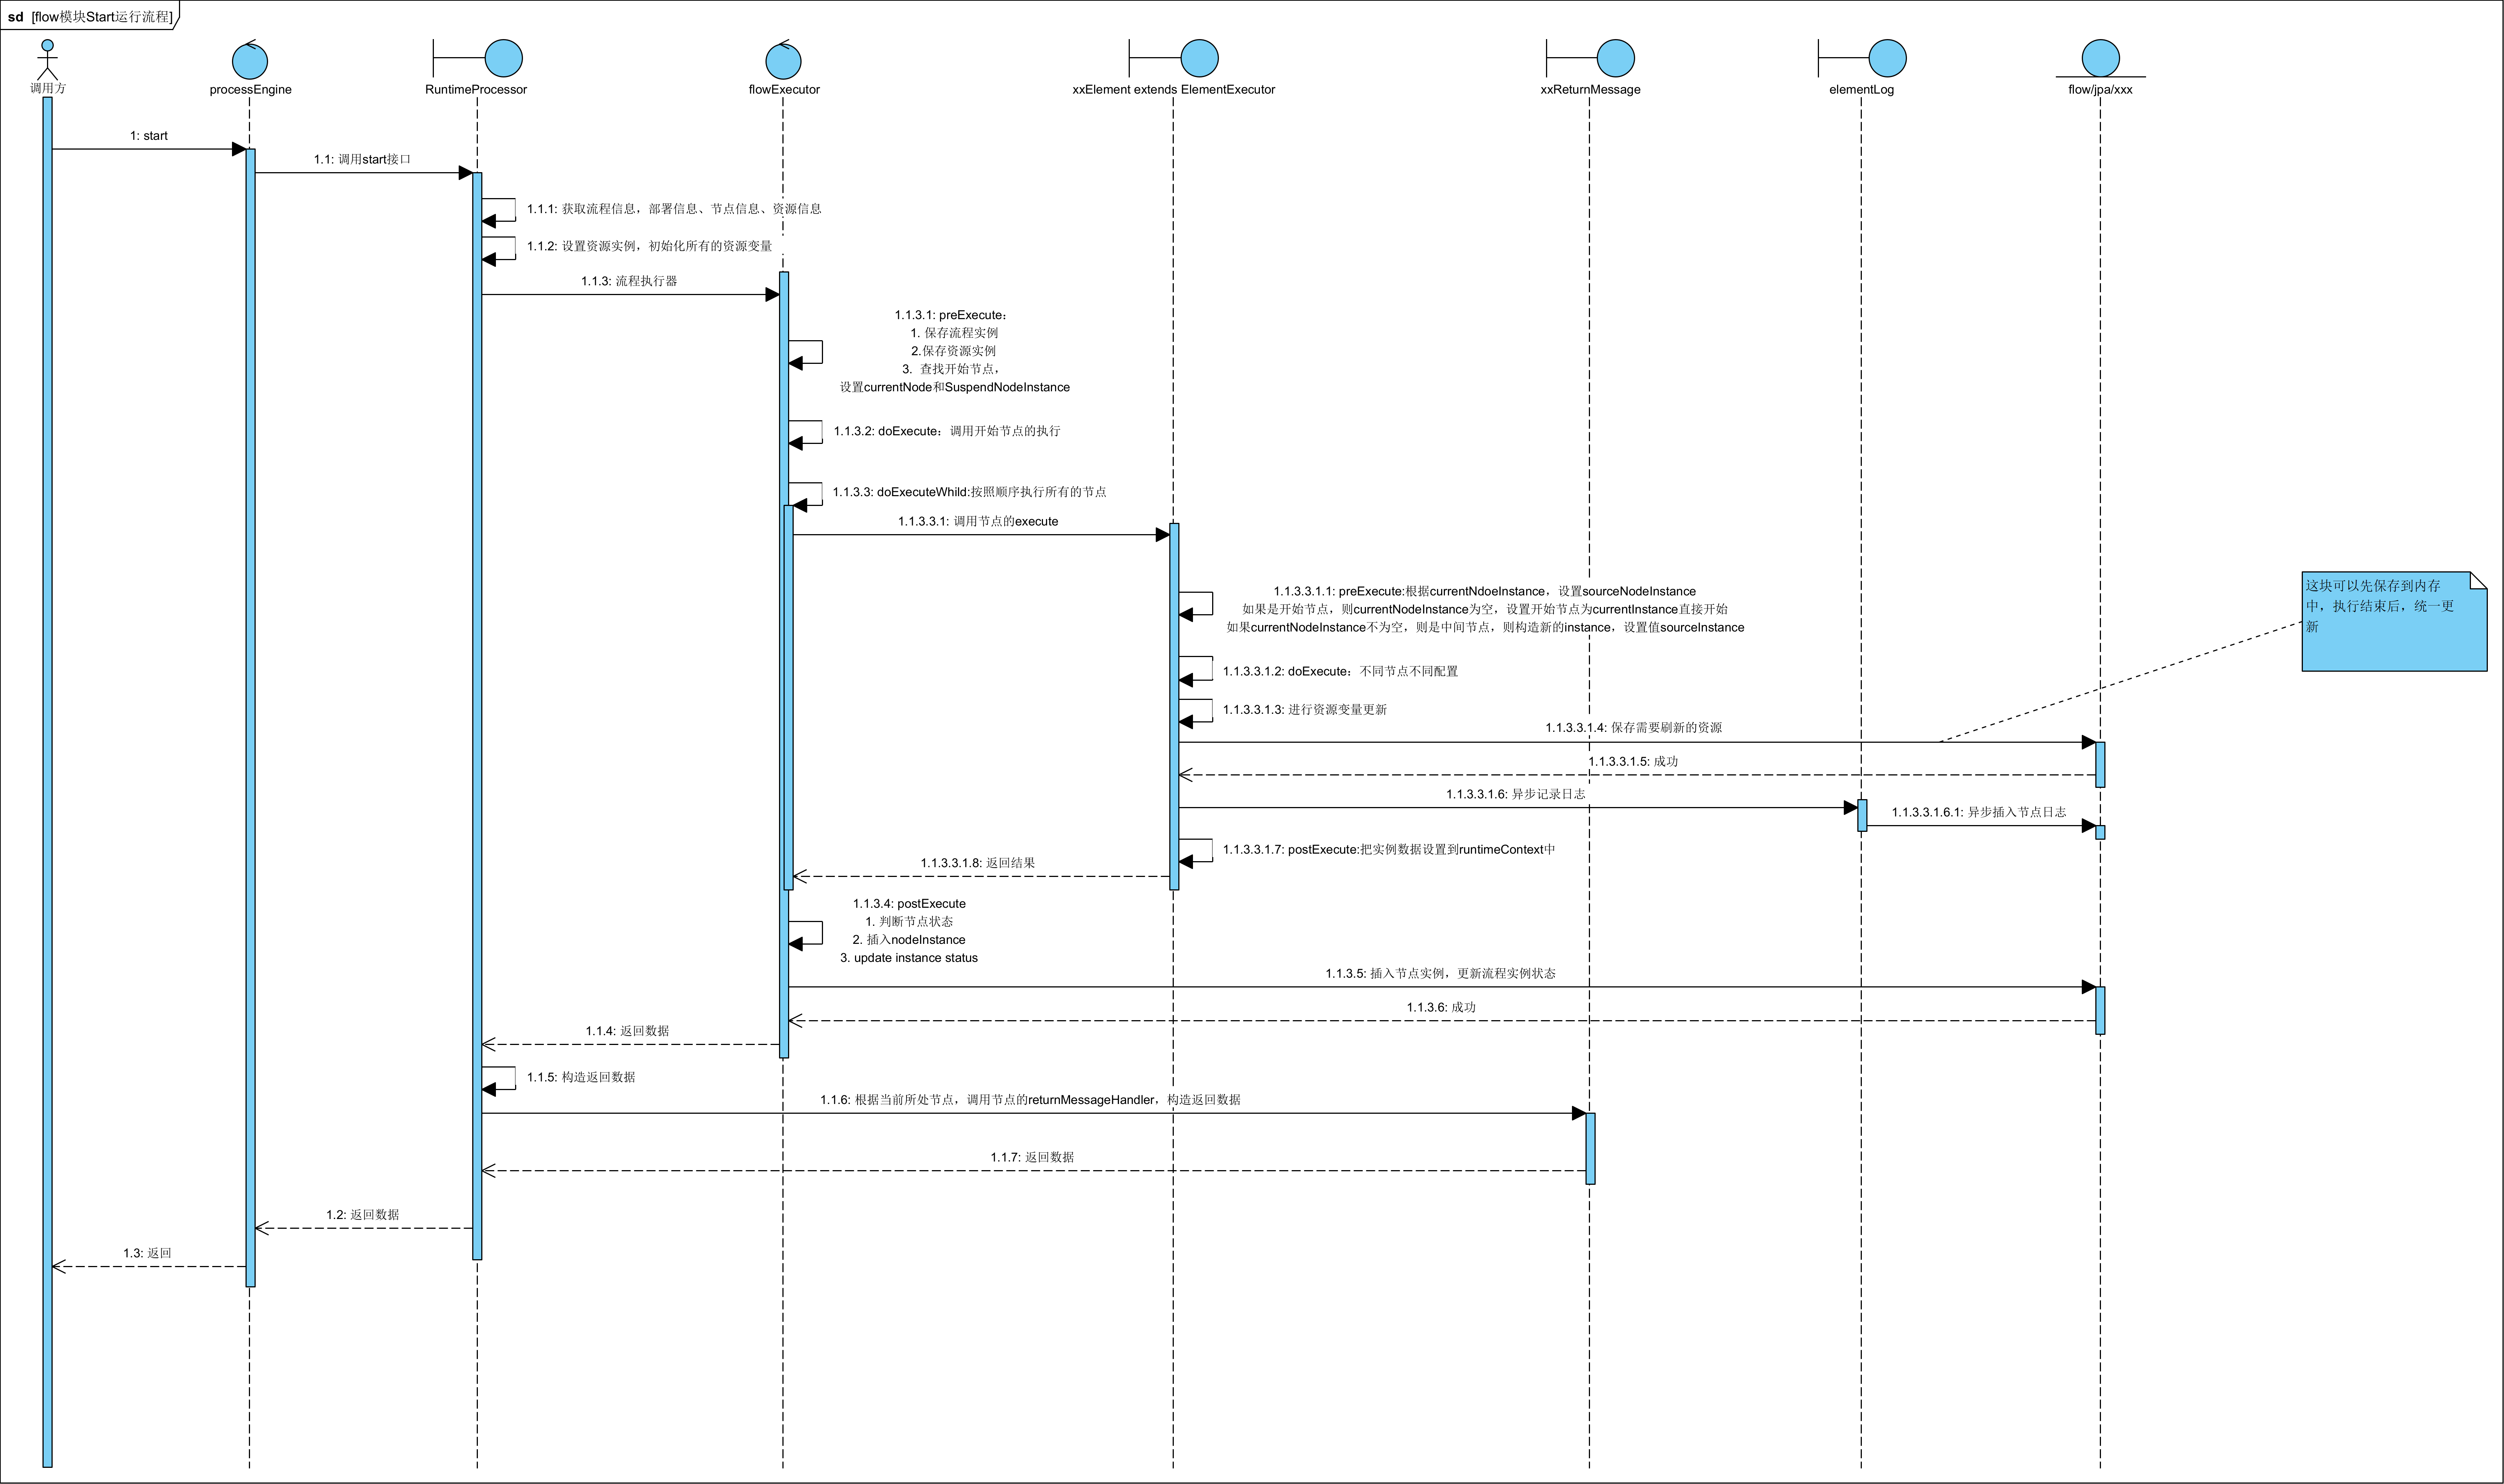 sd [flow模块Start运行流程]
调用方
processEngine
RuntimeProcessor
flowExecutor
xxElement extends ElementExecutor
xxReturnMessage
elementLog
flow/jpa/xxx
1: start
1.1: 调用start接口
1.1.1: 获取流程信息，部署信息、节点信息、资源信息
1.1.2: 设置资源实例，初始化所有的资源变量
1.1.3: 流程执行器
1.1.3.1: preExecute：
1. 保存流程实例
2.保存资源实例
3. 查找开始节点，
设置currentNode和SuspendNodeInstance
1.1.3.2: doExecute：调用开始节点的执行
1.1.3.3: doExecuteWhild:按照顺序执行所有的节点
1.1.3.3.1: 调用节点的execute
1.1.3.3.1.1: preExecute:根据currentNdoeInstance，设置sourceNodeInstance
如果是开始节点，则currentNodeInstance为空，设置开始节点为currentInstance直接开始
如果currentNodeInstance不为空，则是中间节点，则构造新的instance，设置值sourceInstance
这块可以先保存到内存
中，执行结束后，统一更
新
1.1.3.3.1.2: doExecute：不同节点不同配置
1.1.3.3.1.3: 进行资源变量更新
1.1.3.3.1.4: 保存需要刷新的资源
1.1.3.3.1.5: 成功
1.1.3.3.1.6: 异步记录日志
1.1.3.3.1.6.1: 异步插入节点日志
1.1.3.3.1.7: postExecute:把实例数据设置到runtimeContext中
1.1.3.3.1.8: 返回结果
1.1.3.4: postExecute
1. 判断节点状态
2. 插入nodeInstance
3. update instance status
1.1.3.5: 插入节点实例，更新流程实例状态
1.1.3.6: 成功
1.1.4: 返回数据
1.1.5: 构造返回数据
1.1.6: 根据当前所处节点，调用节点的returnMessageHandler，构造返回数据
1.1.7: 返回数据
1.2: 返回数据
1.3: 返回